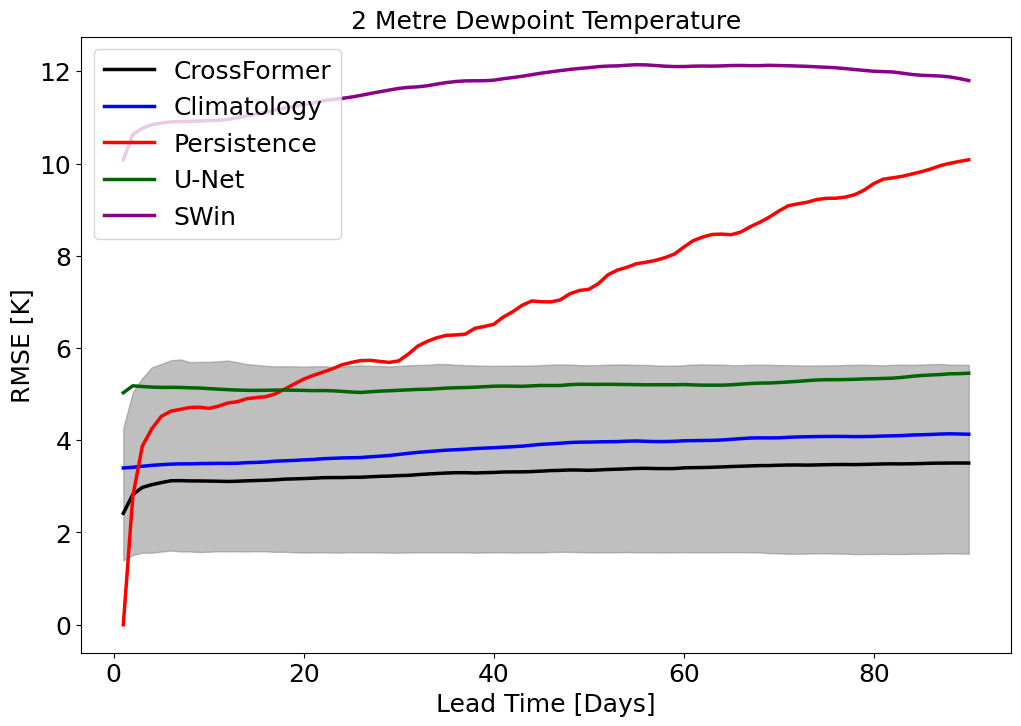 2 Metre Dewpoint Temperature
CrossFormer
Climatology
Persistence
U-Net
SWin
12
10
8
6
4
2
0
RMSE [K]
0 20 40 60 80
Lead Time [Days]